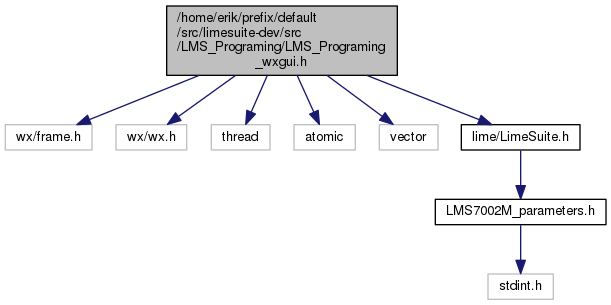 /home/erik/prefix/default
/src/limesuite-dev/src
/LMS_Programing/LMS_Programing
_wxgui.h
wx/frame.h
wx/wx.h
thread
atomic
vector
lime/LimeSuite.h
LMS7002M_parameters.h
stdint.h